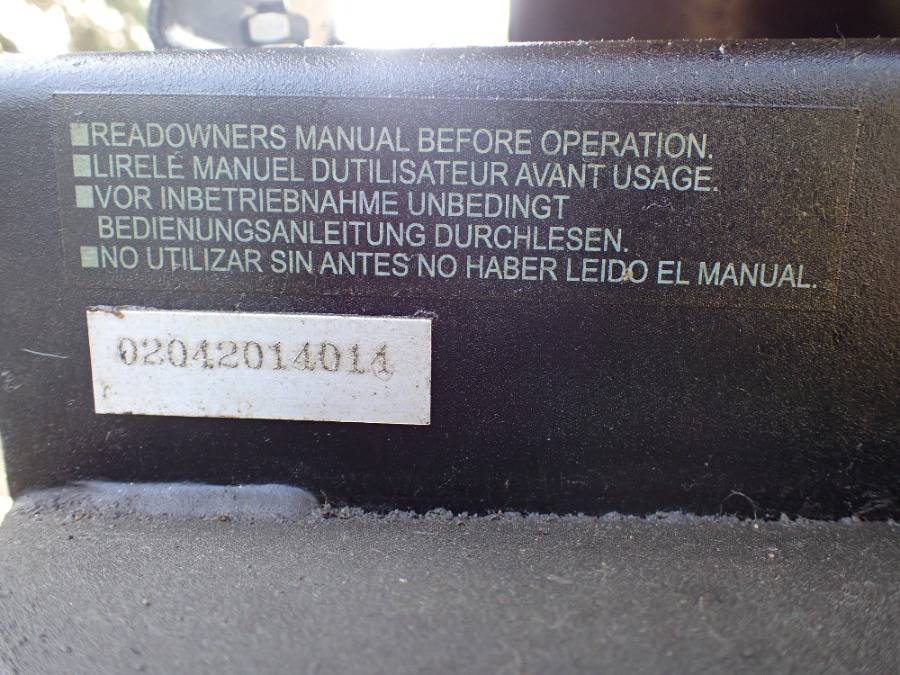 ■READOWNERS MANUAL BEFORE OPERATION.
■LIRELÉ MANUEL DUTILISATEUR AVANT USAGE.
■VOR INBETRIEBNAHME UNBEDINGT
BEDIENUNGSANLEITUNG DURCHLESEN.
■NO UTILIZAR SIN ANTES NO HABER LEIDO EL MANUAL.
02042014014